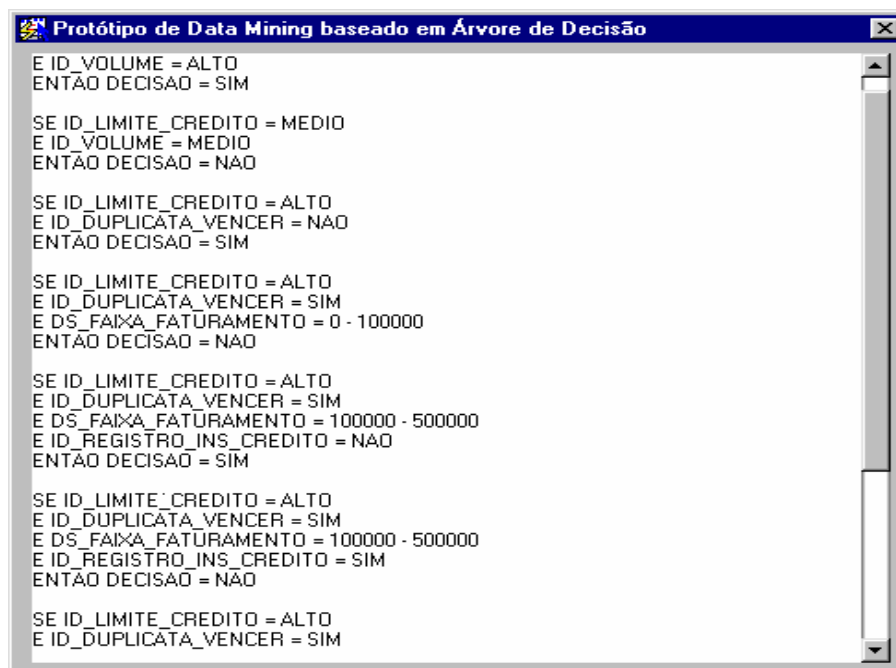 Protótipo de Data Mining baseado em Árvore de Decisão
E ID_VOLUME = ALTO
ENTAO DECISAO = SIM
SE ID_LIMITE_CREDITO = MEDIO
E ID_VOLUME = MEDIO
ENTAO DECISAO = NAO
SE ID_LIMITE_CREDITO = ALTO
E ID_DUPLICATA_VENCER = NAO
ENTAO DECISAO = SIM
SE ID_LIMITE_CREDITO = ALTO
E ID_DUPLICATA_VENCER = SIM
E DS_FAIXA_FATURAMENTO = 0 - 100000
ENTAO DECISAO = NAO
SE ID_LIMITE_CREDITO = ALTO
E ID_DUPLICATA_VENCER = SIM
E DS_FAIXA_FATURAMENTO = 100000 - 500000
E ID_REGISTRO_INS_CREDITO = NAO
ENTAO DECISAO = SIM
SE ID_LIMITE_CREDITO = ALTO
E ID_DUPLICATA_VENCER = SIM
E DS_FAIXA_FATURAMENTO = 100000 - 500000
E ID_REGISTRO_INS_CREDITO = SIM
ENTAO DECISAO = NAO
SE ID_LIMITE_CREDITO = ALTO
E ID_DUPLICATA_VENCER = SIM